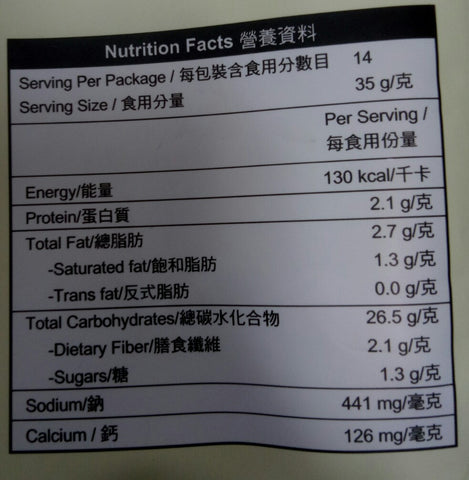 Nutrition Facts 營養資料
Serving Per Package / 每包裝含食用分數目 14
Serving Size / 食用分量 35 g/克
Per Serving /
每食用份量
Energy/能量 130 kcal/千卡
Protein/蛋白質 2.1 g/克
Total Fat/總脂肪 2.7 g/克
-Saturated fat/飽和脂肪 1.3 g/克
-Trans fat/反式脂肪 0.0 g/克
Total Carbohydrates/總碳水化合物 26.5 g/克
-Dietary Fiber/膳食纖維 2.1 g/克
-Sugars/糖 1.3 g/克
Sodium/鈉 441 mg/毫克
Calcium / 鈣 126 mg/毫克